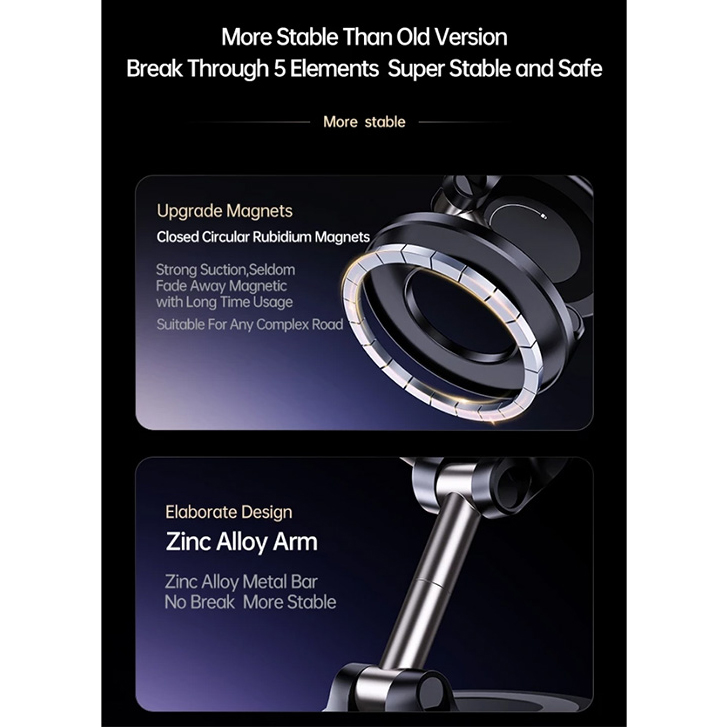 More Stable Than Old Version
Break Through 5 Elements Super Stable and Safe
More stable
Upgrade Magnets
Closed Circular Rubidium Magnets
Strong Suction,Seldom
Fade Away Magnetic
with Long Time Usage
Suitable For Any Complex Road
Elaborate Design
Zinc Alloy Arm
Zinc Alloy Metal Bar
No Break More Stable